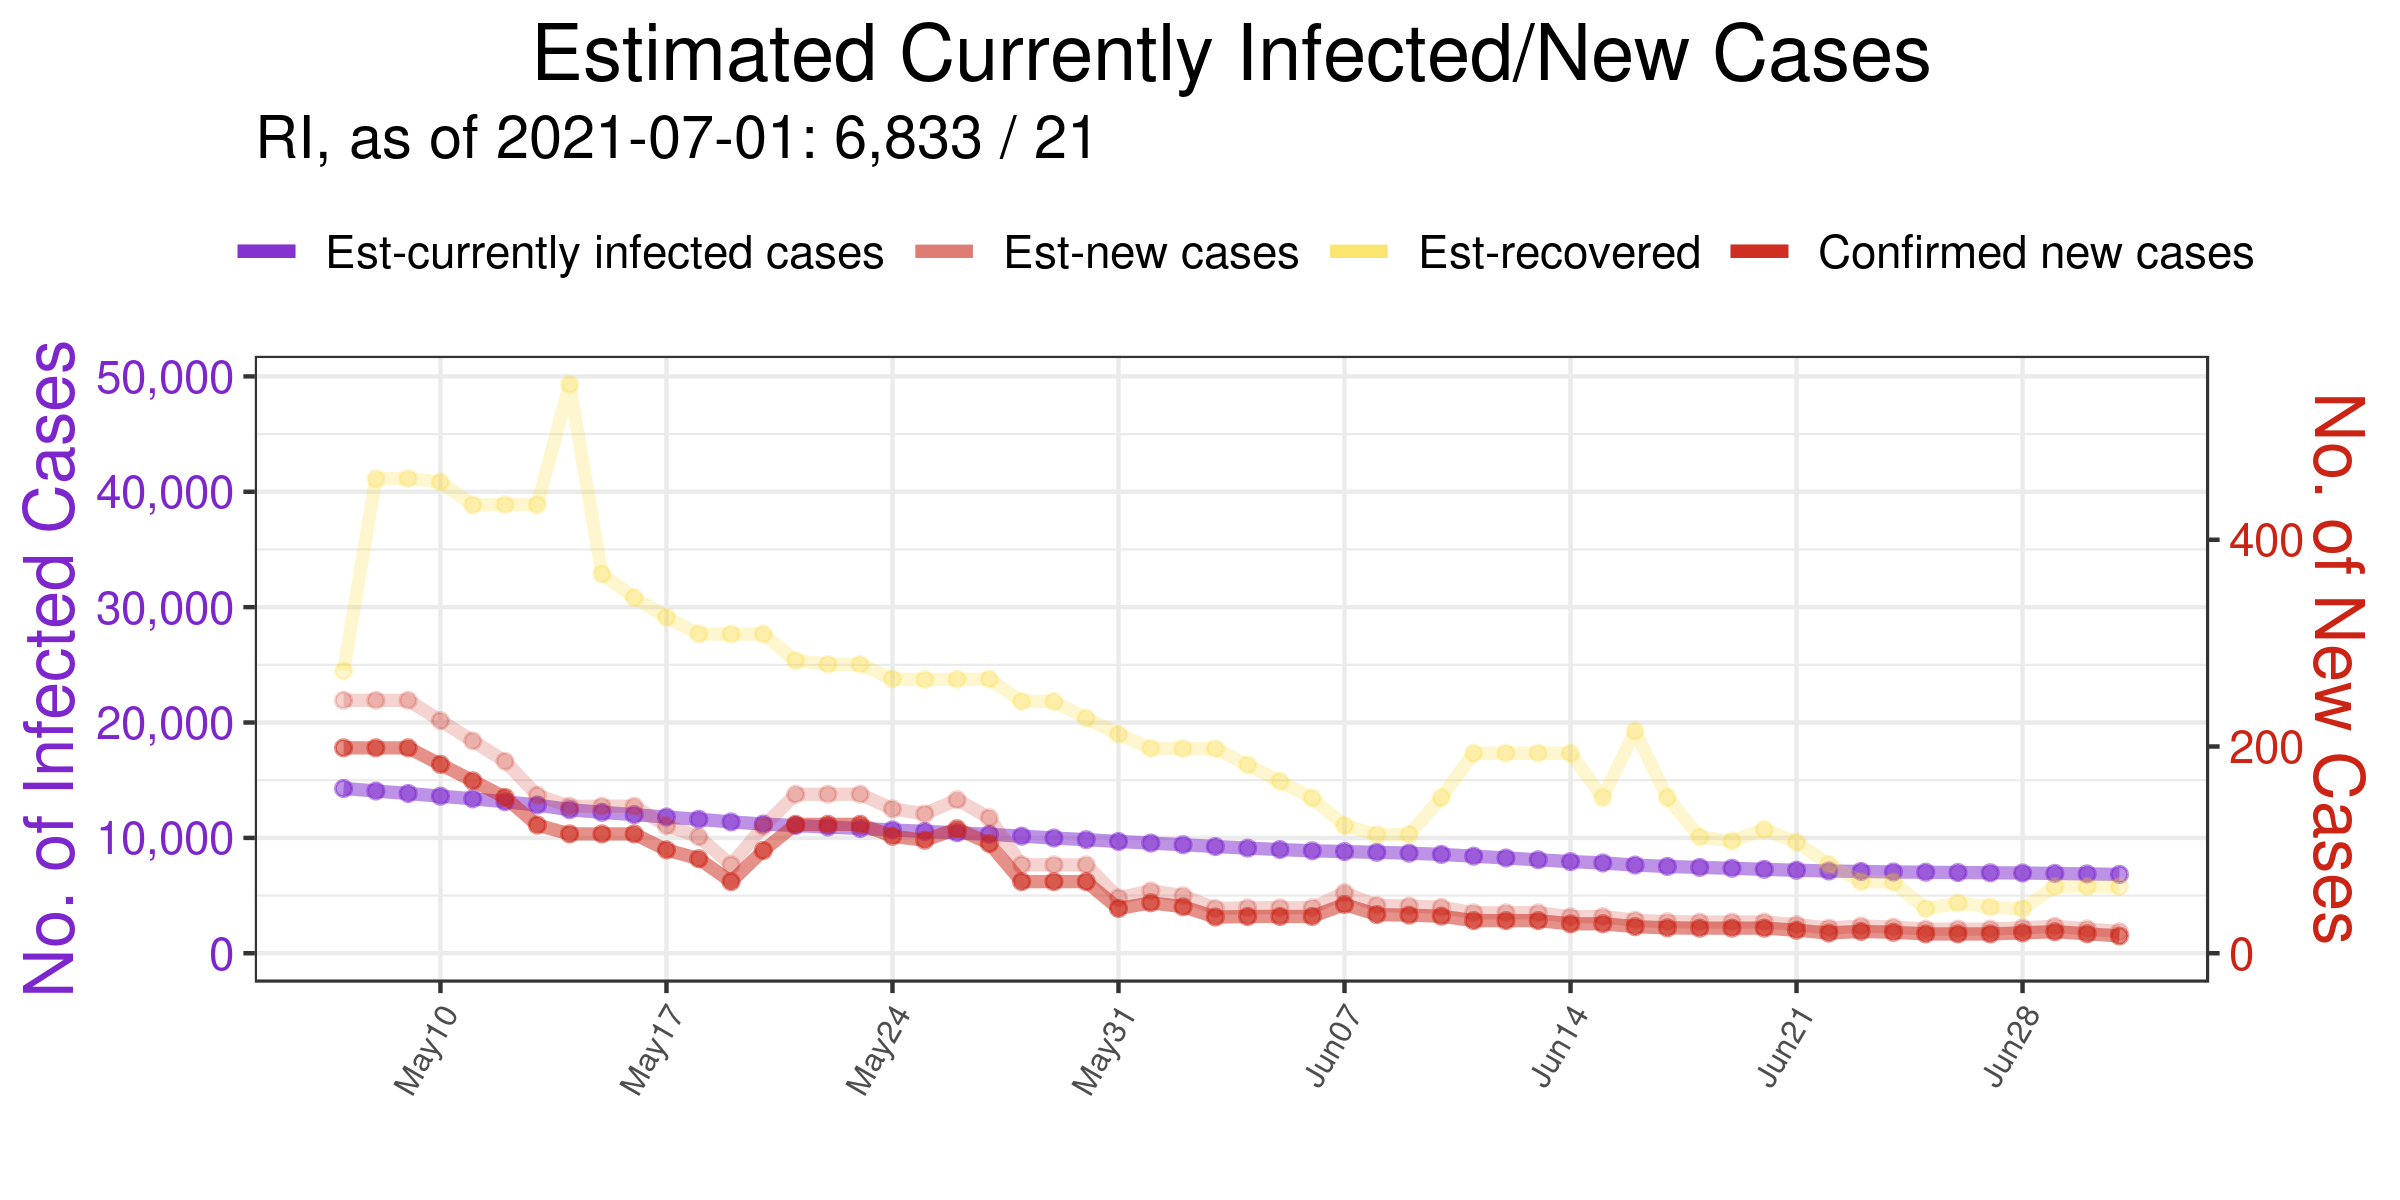 Estimated Currently Infected/New Cases
RI, as of 2021-07-01: 6,833 / 21
Est-currently infected cases Est-new cases Est-recovered Confirmed new cases
No. of Infected Cases
50,000
40,000
30,000
20,000
10,000
0
400
200
0
No. of New Cases
May10 May17 May24 May31 Jun07 Jun14 Jun21 Jun28